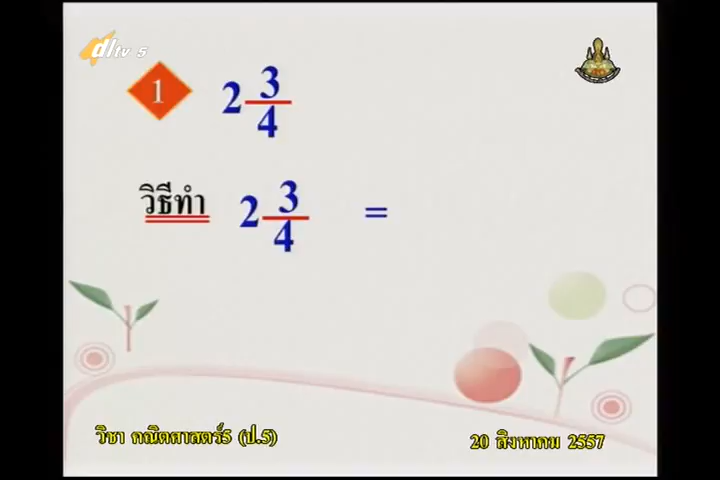 dltv 5
1 2 3/4
วิธีทำ 2 3/4 =
วิชา คณิตศาสตร์5 (ป.5)
20 สิงหาคม 2557